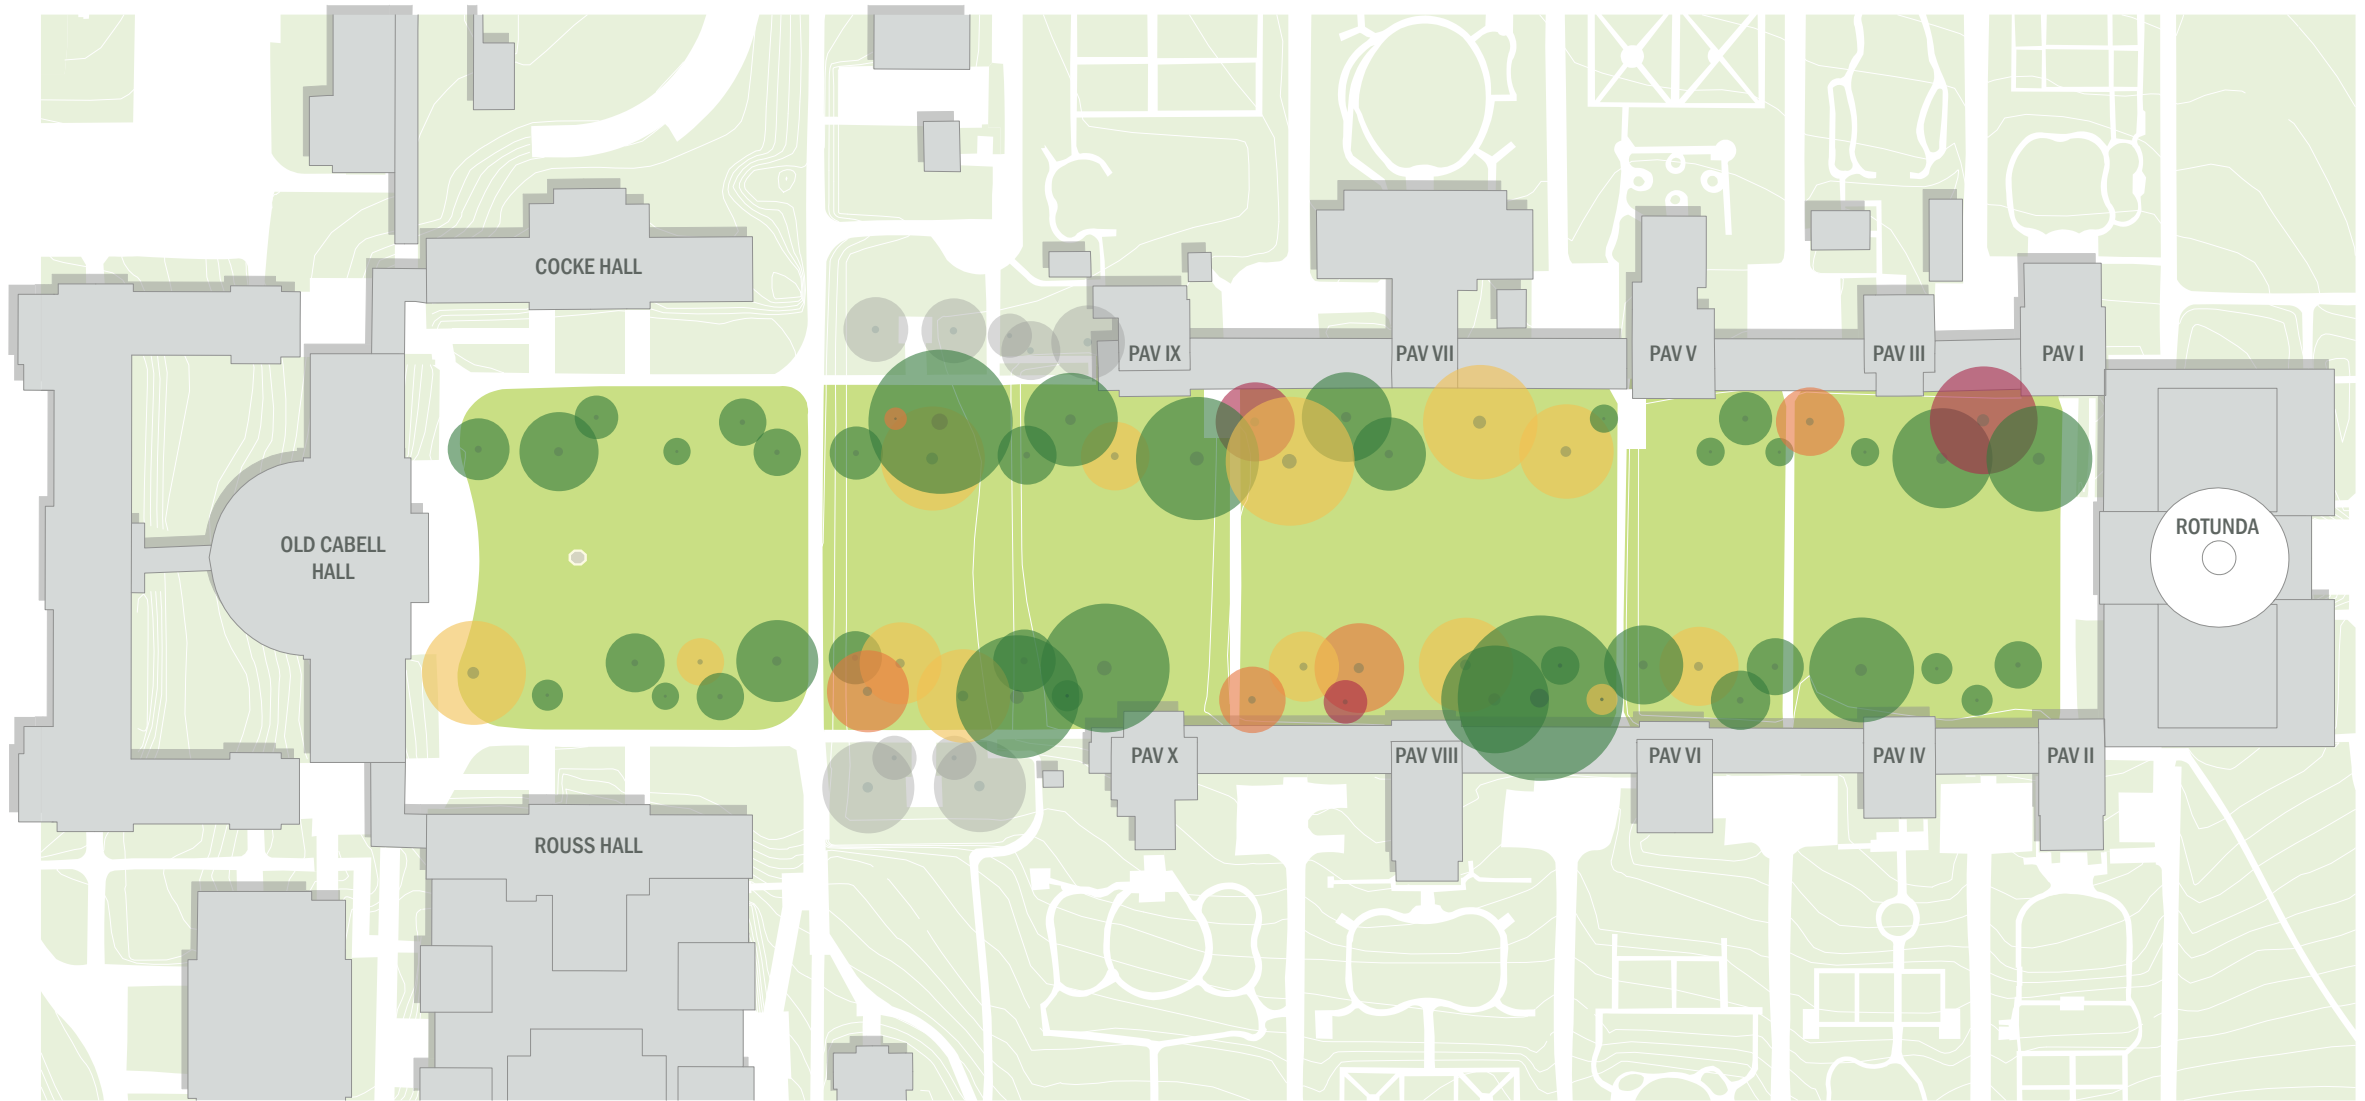 COCKE HALL
PAV IX
PAV VII
PAV V
PAV III
PAV I
OLD CABELL
HALL
ROTUNDA
PAV X
PAV VIII
PAV VI
PAV IV
PAV II
ROUSS HALL